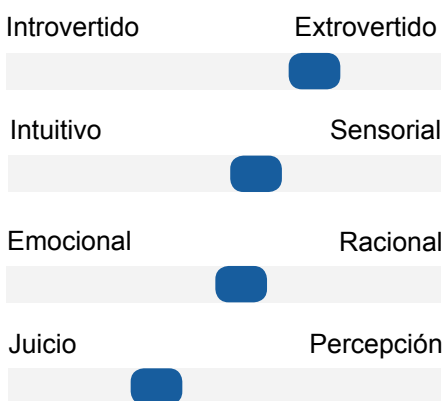 Introvertido Extrovertido
Intuitivo Sensorial
Emocional Racional
Juicio Percepción